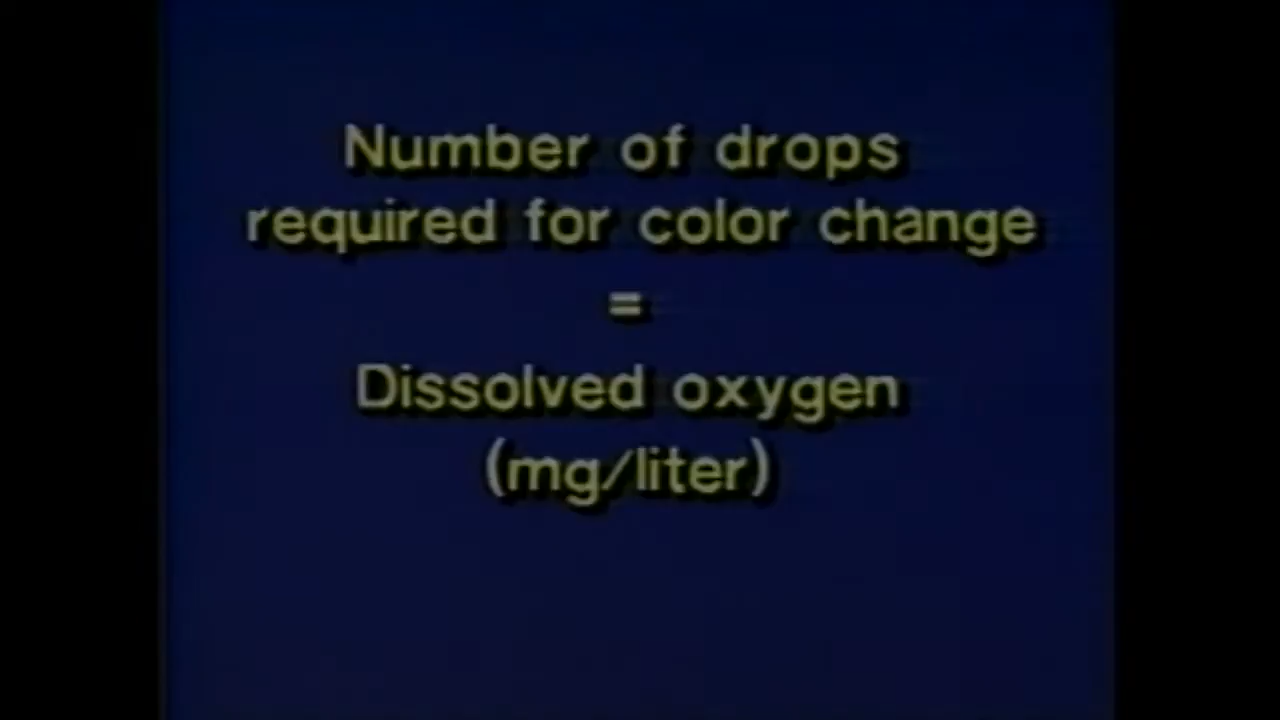 Number of drops
required for color change
=
Dissolved oxygen
(mg/liter)